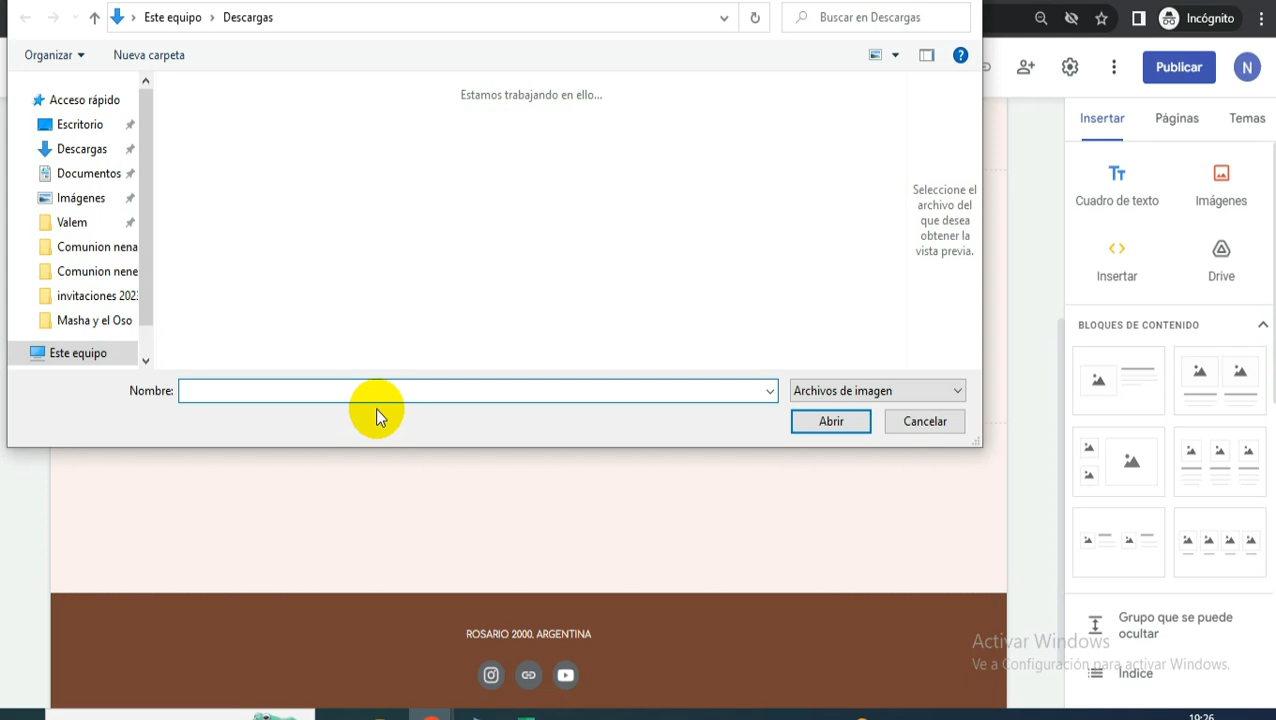 Este equipo > Descargas
Buscar en Descargas
Incógnito
Organizar
Nueva carpeta
Publicar
N
Acceso rápido
Escritorio
Descargas
Documentos
Imágenes
Valem
Comunion nena
Comunion nene
invitaciones 202
Masha y el Oso
Este equipo
Estamos trabajando en ello...
Seleccione el
archivo del
que desea
obtener la
vista previa.
Nombre:
Archivos de imagen
Abrir
Cancelar
Insertar
Páginas
Temas
Cuadro de texto
Imágenes
Insertar
Drive
BLOQUES DE CONTENIDO
Grupo que se puede
ocultar
Índice
ROSARIO 2000, ARGENTINA
Activar Windows
Ve a Configuración para activar Windows.
19:26